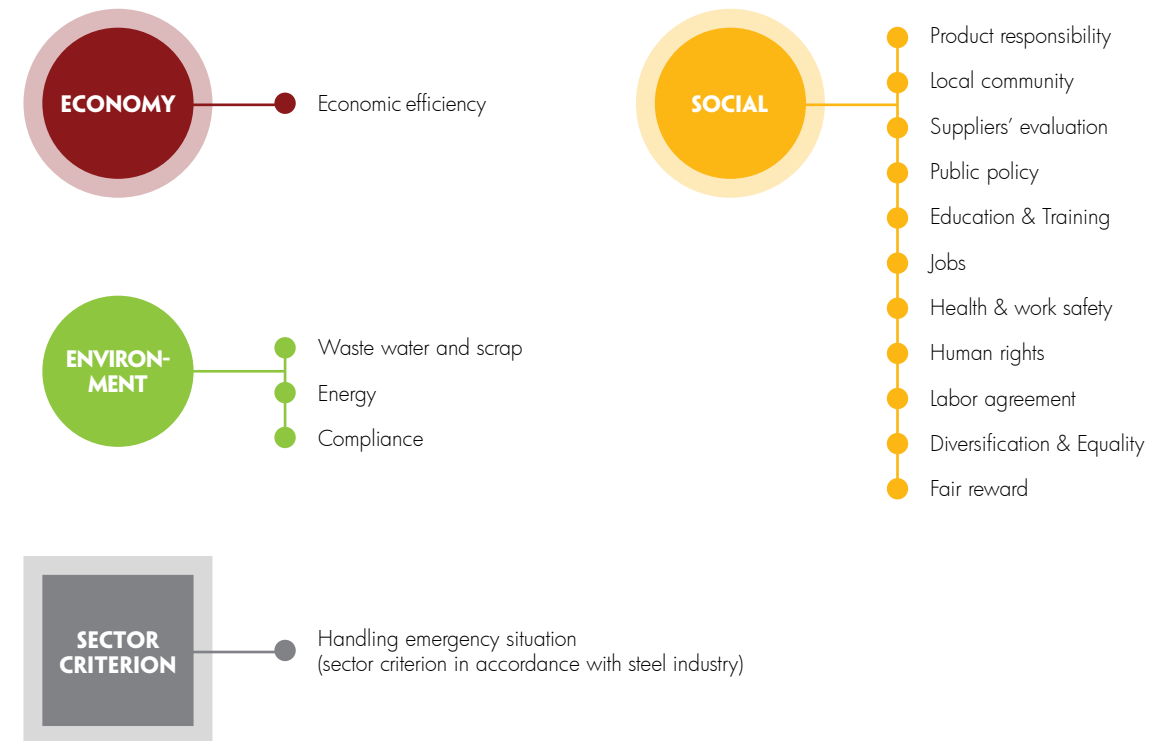 ECONOMY
Economic efficiency
ENVIRON-
MENT
Waste water and scrap
Energy
Compliance
SECTOR
CRITERION
Handling emergency situation
(sector criterion in accordance with steel industry)
SOCIAL
Product responsibility
Local community
Suppliers’ evaluation
Public policy
Education & Training
Jobs
Health & work safety
Human rights
Labor agreement
Diversification & Equality
Fair reward